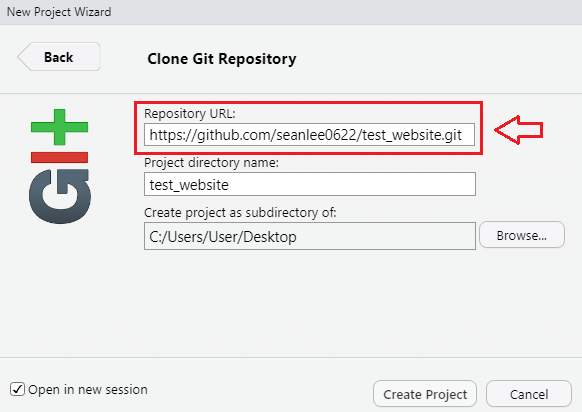 New Project Wizard
Back
Clone Git Repository
Repository URL:
https://github.com/seanlee0622/test_website.git
Project directory name:
test_website
Create project as subdirectory of:
C:/Users/User/Desktop
Browse...
GIt
Open in new session
Create Project
Cancel